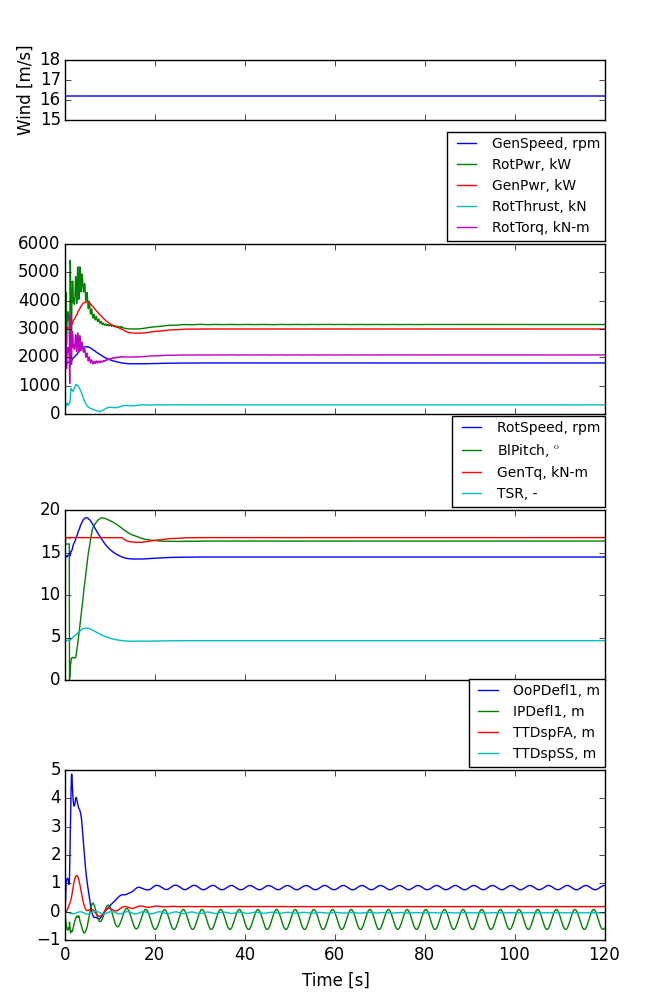 Wind [m/s]
18
17
16
15
GenSpeed, rpm
RotPwr, kW
GenPwr, kW
RotThrust, kN
RotTorq, kN-m
6000
5000
4000
3000
2000
1000
0
RotSpeed, rpm
BlPitch, °
GenTq, kN-m
TSR, -
20
15
10
5
0
OoPDefl1, m
IPDefl1, m
TTDspFA, m
TTDspSS, m
5
4
3
2
1
0
−1
0 20 40 60 80 100 120
Time [s]